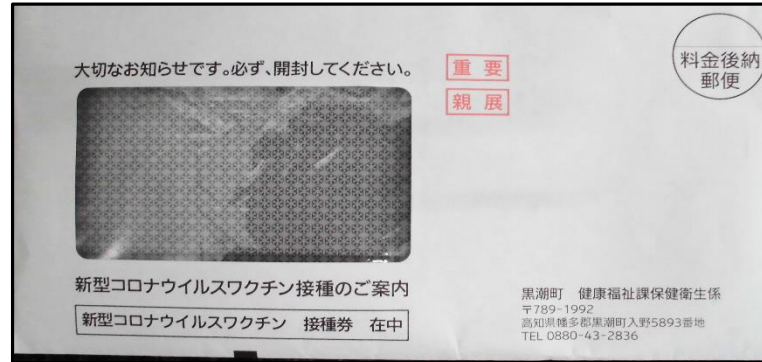 大切なお知らせです。必ず、開封してください。
重要
親展
料金後納
郵便
新型コロナウイルスワクチン接種のご案内
新型コロナウイルスワクチン 接種券 在中
黒潮町 健康福祉課保健衛生係
〒789-1992
高知県幡多郡黒潮町入野5893番地
TEL 0880-43-2836